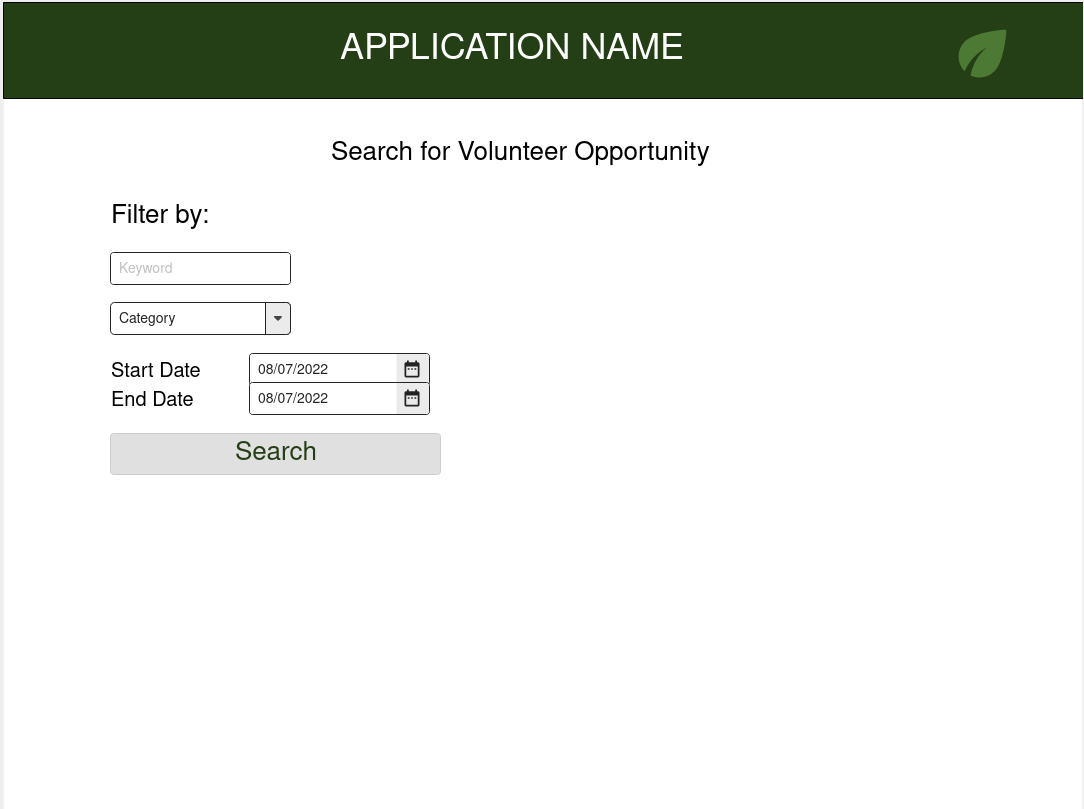 APPLICATION NAME
Search for Volunteer Opportunity
Filter by:
Keyword
Category
Start Date 08/07/2022
End Date 08/07/2022
Search